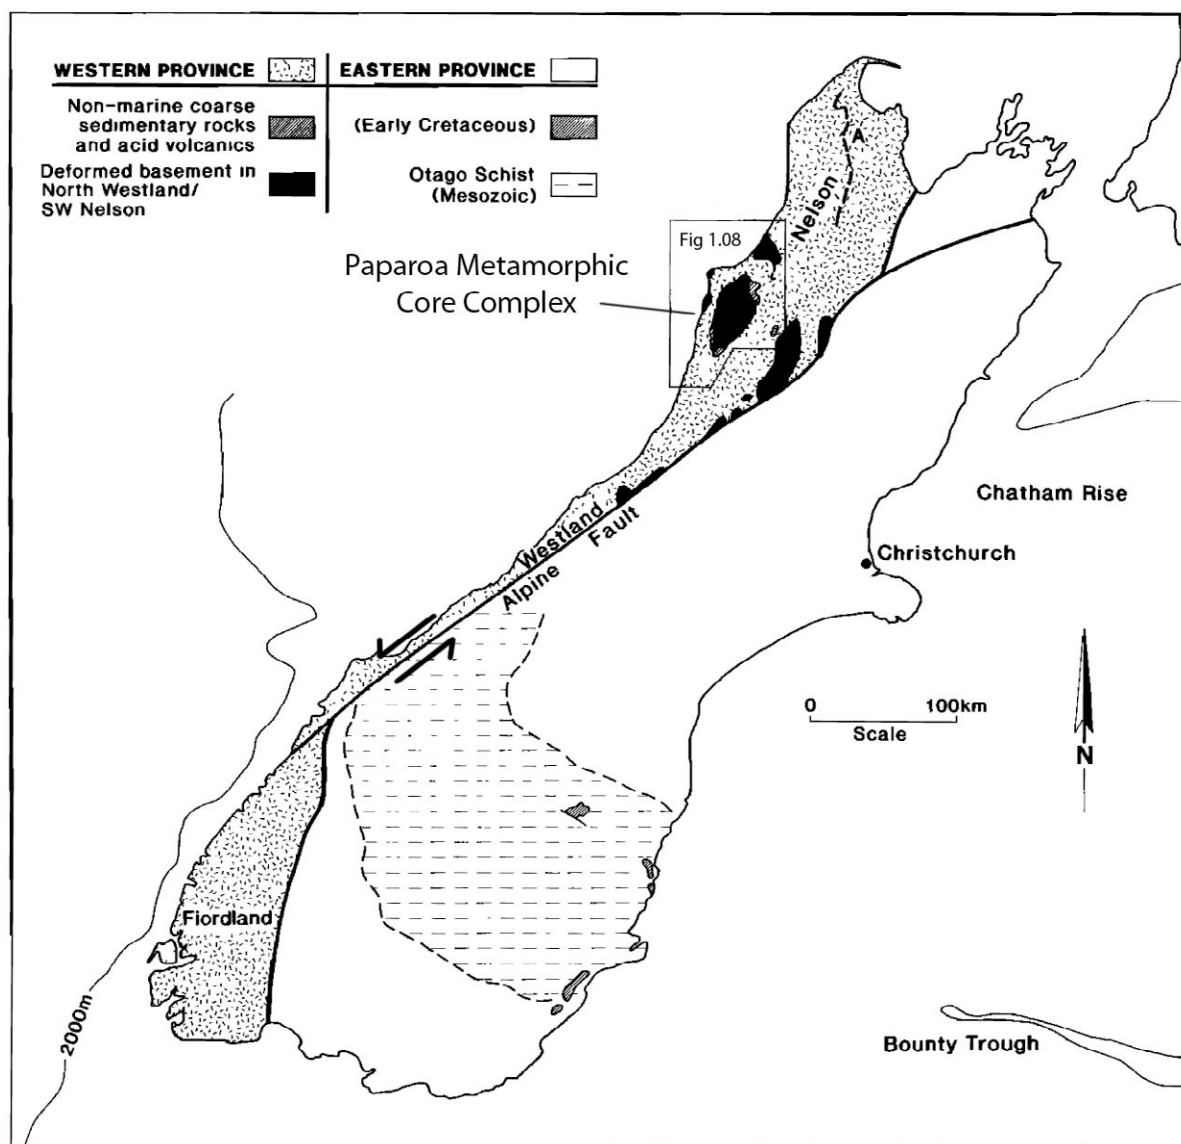 WESTERN PROVINCE
Non-marine coarse
sedimentary rocks
and acid volcanics
Deformed basement in
North Westland/
SW Nelson
EASTERN PROVINCE
(Early Cretaceous)
Otago Schist
(Mesozoic)
A
Nelson
Fig 1.08
Paparoa Metamorphic
Core Complex
Chatham Rise
Westland
Alpine Fault
Christchurch
0 100km
Scale
N
Fiordland
2000m
Bounty Trough